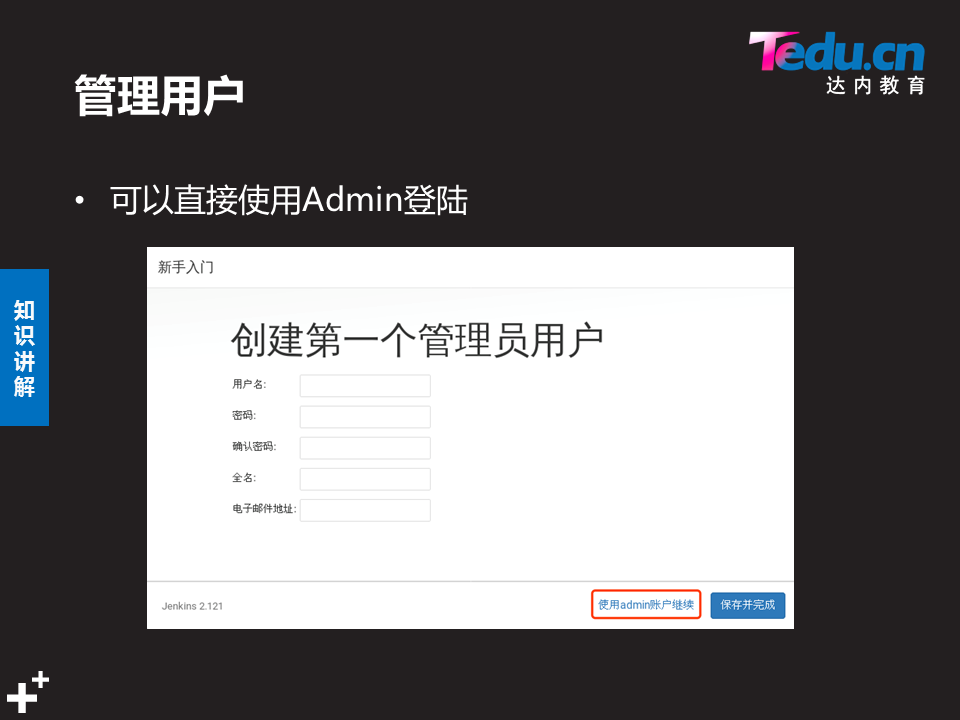 Tedu.cn
达内教育
管理用户
• 可以直接使用Admin登陆
知识讲解
新手入门
创建第一个管理员用户
用户名:
密码:
确认密码:
全名:
电子邮件地址:
Jenkins 2.121
使用admin账户继续
保存并完成